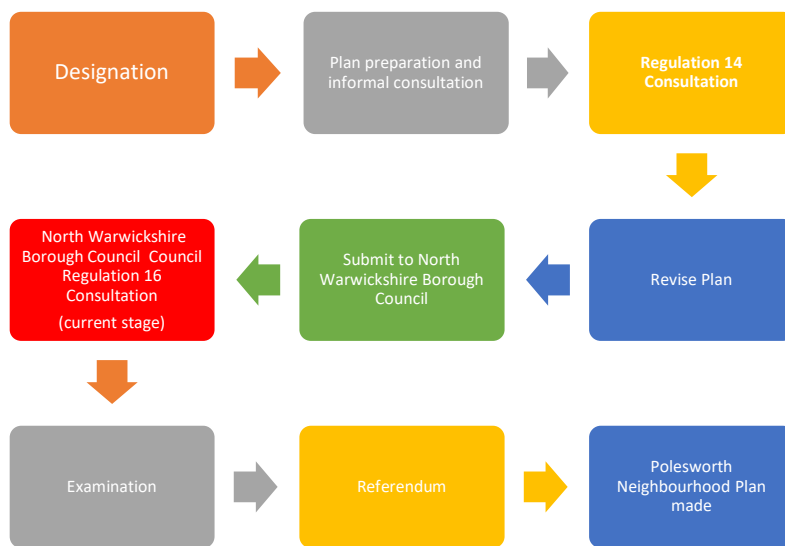 Designation
Plan preparation and
informal consultation
Regulation 14
Consultation
North Warwickshire
Borough Council  Council
Regulation 16
Consultation
(current stage)
Submit to North
Warwickshire Borough
Council
Revise Plan
Examination
Referendum
Polesworth
Neighbourhood Plan
made